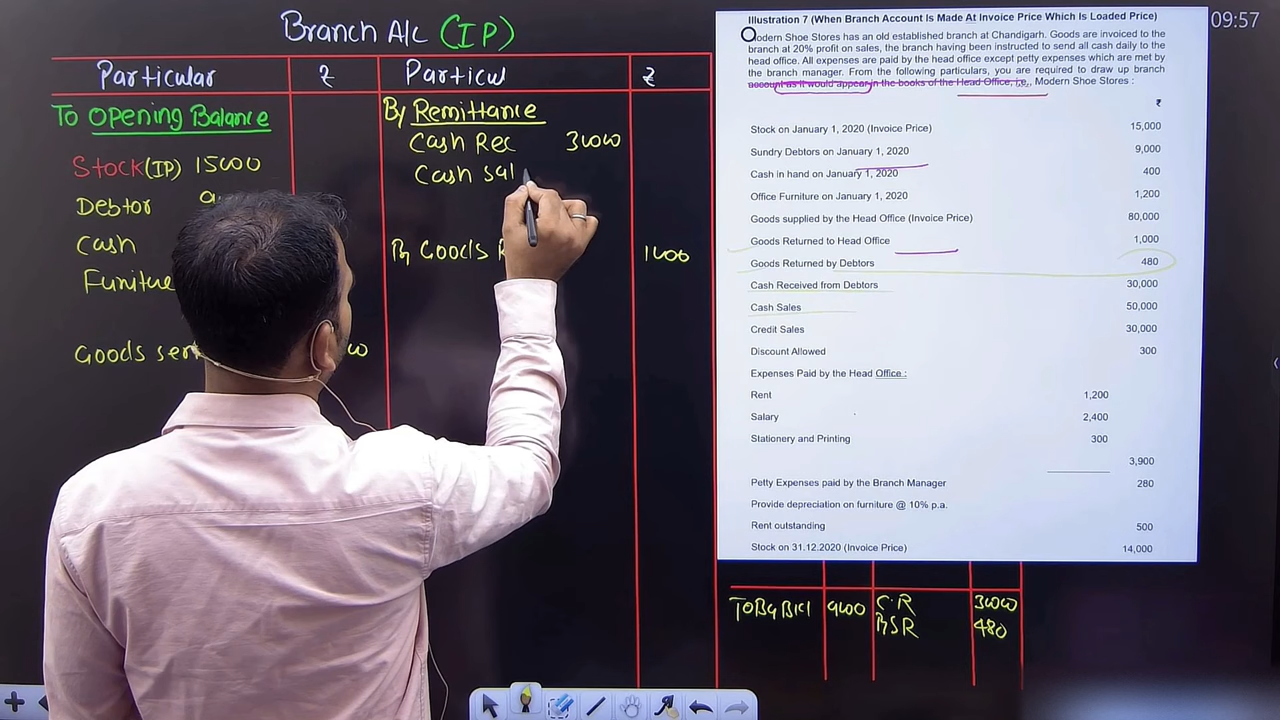 Branch A/c (IP)
Particular ₹ Particul ₹
To Opening Balance
Stock(IP) 15000
Debtor
Cash
Funiture
Goods sen
By Remittance
Cash Rec 30000
Cash sal
By Goods R 1000
Illustration 7 (When Branch Account Is Made At Invoice Price Which Is Loaded Price)
Modern Shoe Stores has an old established branch at Chandigarh. Goods are invoiced to the
branch at 20% profit on sales, the branch having been instructed to send all cash daily to the
head office. All expenses are paid by the head office except petty expenses which are met by
the branch manager. From the following particulars, you are required to draw up branch
account as it would appear in the books of the Head Office, i.e., Modern Shoe Stores :
₹
Stock on January 1, 2020 (Invoice Price) 15,000
Sundry Debtors on January 1, 2020 9,000
Cash in hand on January 1, 2020 400
Office Furniture on January 1, 2020 1,200
Goods supplied by the Head Office (Invoice Price) 80,000
Goods Returned to Head Office 1,000
Goods Returned by Debtors 480
Cash Received from Debtors 30,000
Cash Sales 50,000
Credit Sales 30,000
Discount Allowed 300
Expenses Paid by the Head Office :
Rent 1,200
Salary 2,400
Stationery and Printing 300
3,900
Petty Expenses paid by the Branch Manager 280
Provide depreciation on furniture @ 10% p.a.
Rent outstanding 500
Stock on 31.12.2020 (Invoice Price) 14,000
09:57
To Bal B/d 9000 C.R 30000
480